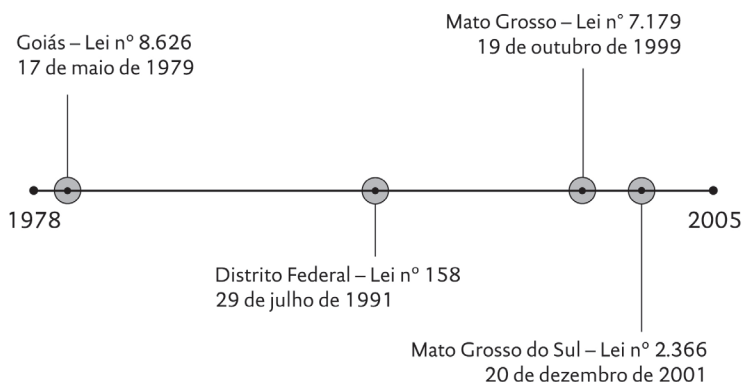 Mato Grosso – Lei n° 7.179
19 de outubro de 1999
Goiás – Lei nº 8.626
17 de maio de 1979
1978
2005
Distrito Federal – Lei nº 158
29 de julho de 1991
Mato Grosso do Sul – Lei nº 2.366
20 de dezembro de 2001